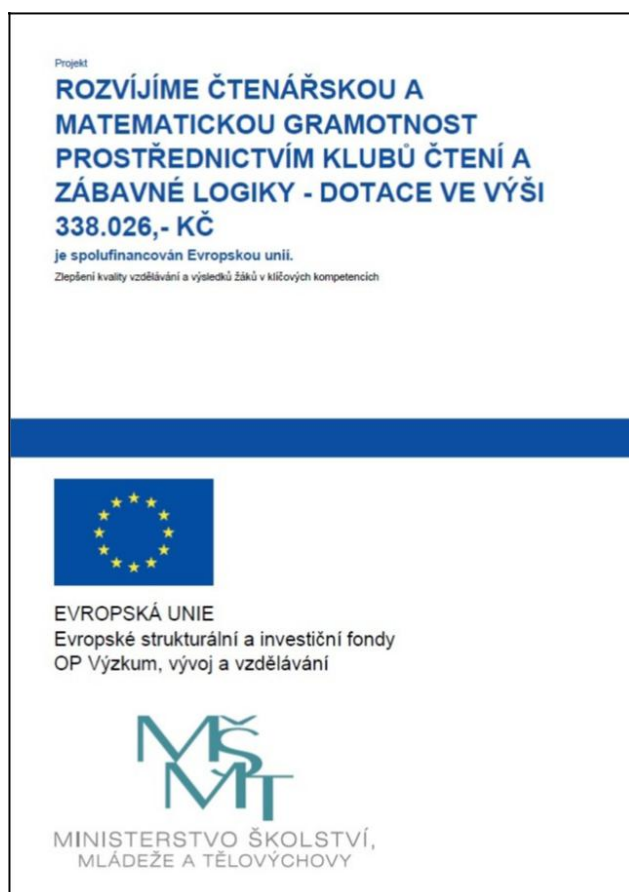 Projekt
ROZVÍJÍME ČTENÁŘSKOU A
MATEMATICKOU GRAMOTNOST
PROSTŘEDNICTVÍM KLUBŮ ČTENÍ A
ZÁBAVNÉ LOGIKY - DOTACE VE VÝŠI
338.026,- KČ
je spolufinancován Evropskou unií.
Zlepšení kvality vzdělávání a výsledků žáků v klíčových kompetencích
EVROPSKÁ UNIE
Evropské strukturální a investiční fondy
OP Výzkum, vývoj a vzdělávání
MŠ
MT
MINISTERSTVO ŠKOLSTVÍ,
MLÁDEŽE A TĚLOVÝCHOVY